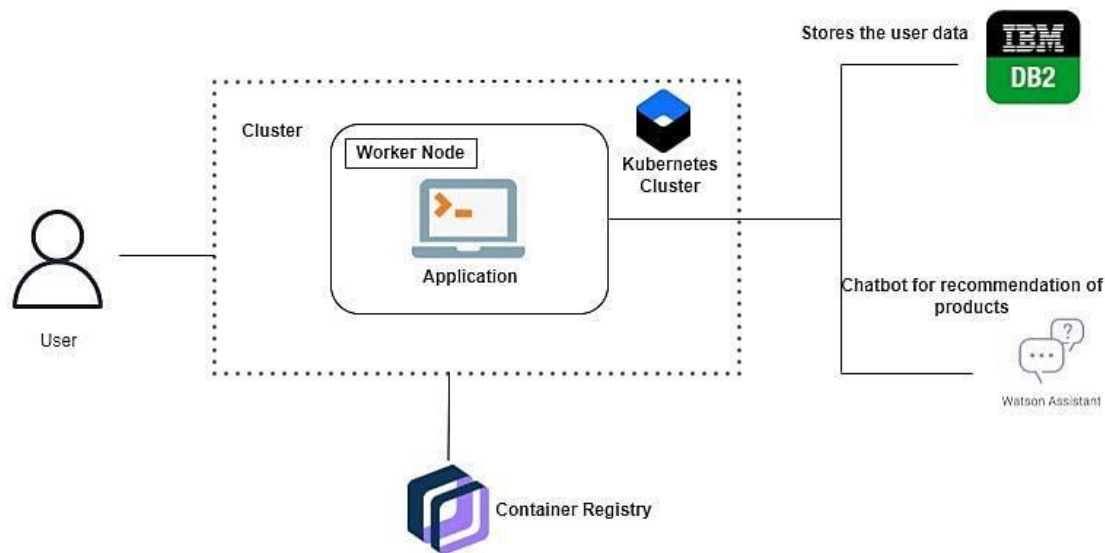 Stores the user data
IBM
DB2
Cluster
Worker Node
Kubernetes
Cluster
Application
User
Chatbot for recommendation of
products
Watson Assistant
Container Registry